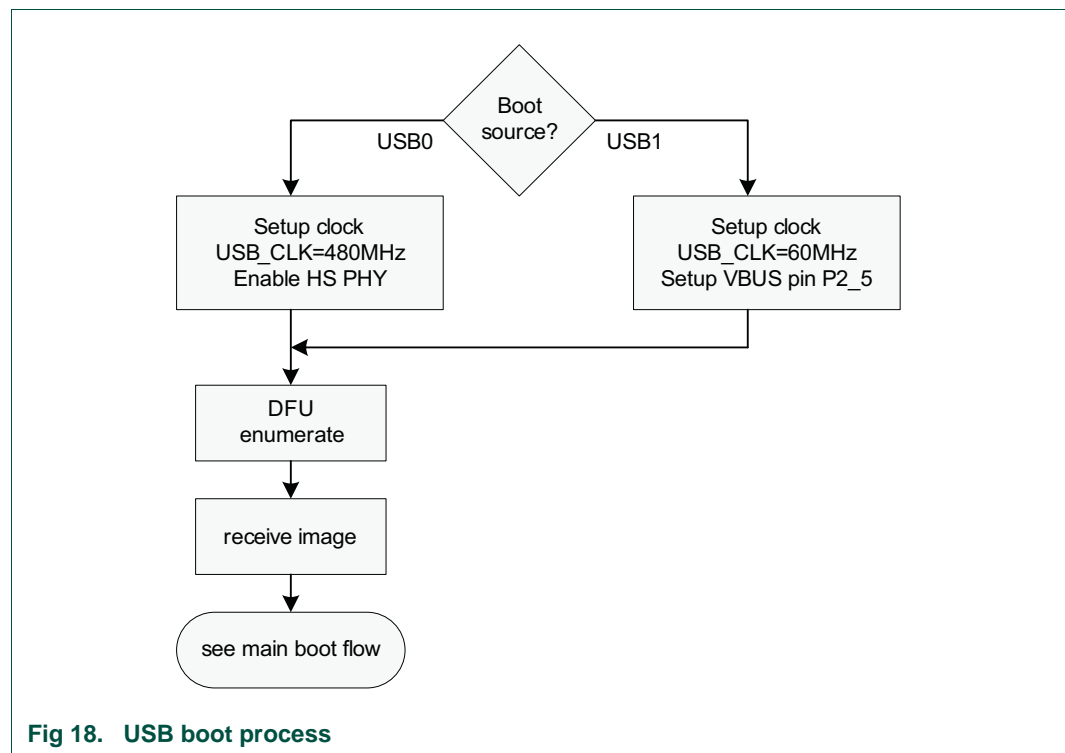 Boot
source?
USB0
USB1
Setup clock
USB_CLK=480MHz
Enable HS PHY
Setup clock
USB_CLK=60MHz
Setup VBUS pin P2_5
DFU
enumerate
receive image
see main boot flow
Fig 18. USB boot process